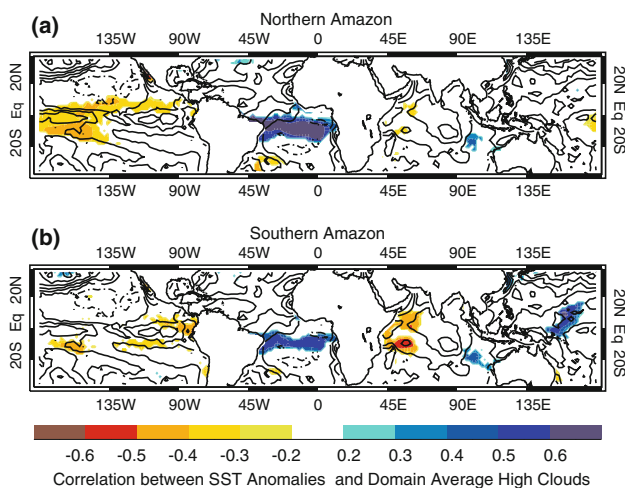 (a)
Northern Amazon
135W 90W 45W 0 45E 90E 135E
20N Eq 20S
20N Eq 20S
135W 90W 45W 0 45E 90E 135E
(b)
Southern Amazon
135W 90W 45W 0 45E 90E 135E
20N Eq 20S
20N Eq 20S
135W 90W 45W 0 45E 90E 135E
-0.6 -0.5 -0.4 -0.3 -0.2 0.2 0.3 0.4 0.5 0.6
Correlation between SST Anomalies and Domain Average High Clouds